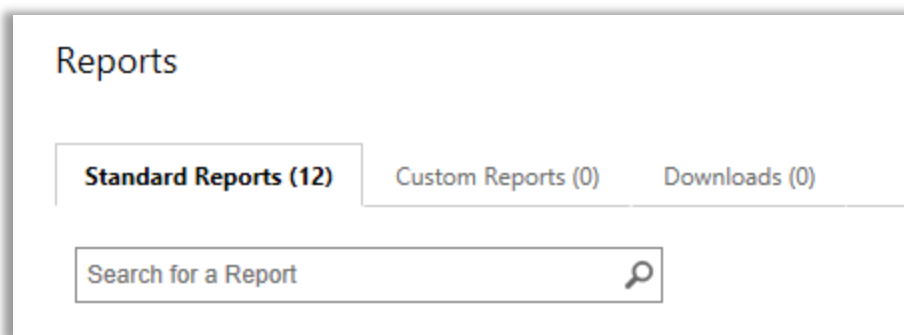 Reports
Standard Reports (12) Custom Reports (0) Downloads (0)
Search for a Report